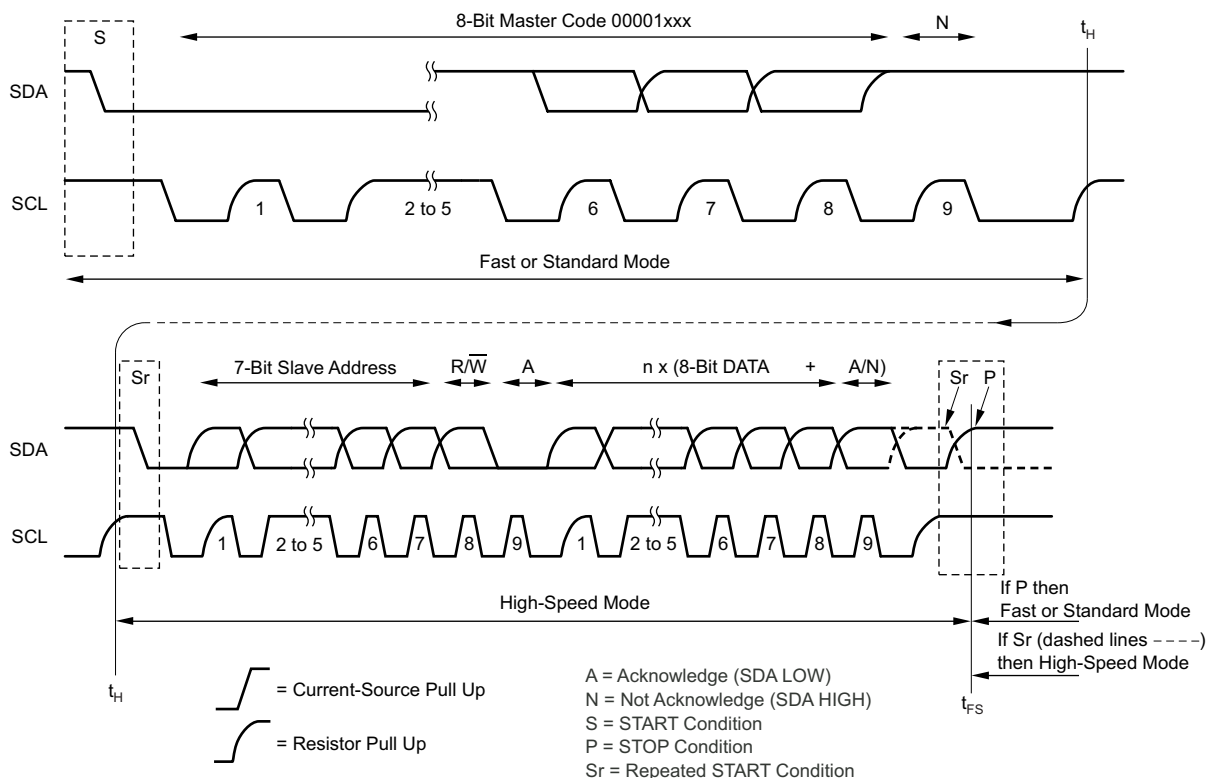 8-Bit Master Code 00001xxx
N
t_H
S
SDA
SCL
1
2 to 5
6
7
8
9
Fast or Standard Mode
Sr
7-Bit Slave Address
R/W̅
A
n x (8-Bit DATA + A/N)
Sr
P
SDA
SCL
1
2 to 5
6
7
8
9
1
2 to 5
6
7
8
9
High-Speed Mode
If P then
Fast or Standard Mode
If Sr (dashed lines ----)
then High-Speed Mode
t_H
t_FS
= Current-Source Pull Up
= Resistor Pull Up
A = Acknowledge (SDA LOW)
N = Not Acknowledge (SDA HIGH)
S = START Condition
P = STOP Condition
Sr = Repeated START Condition